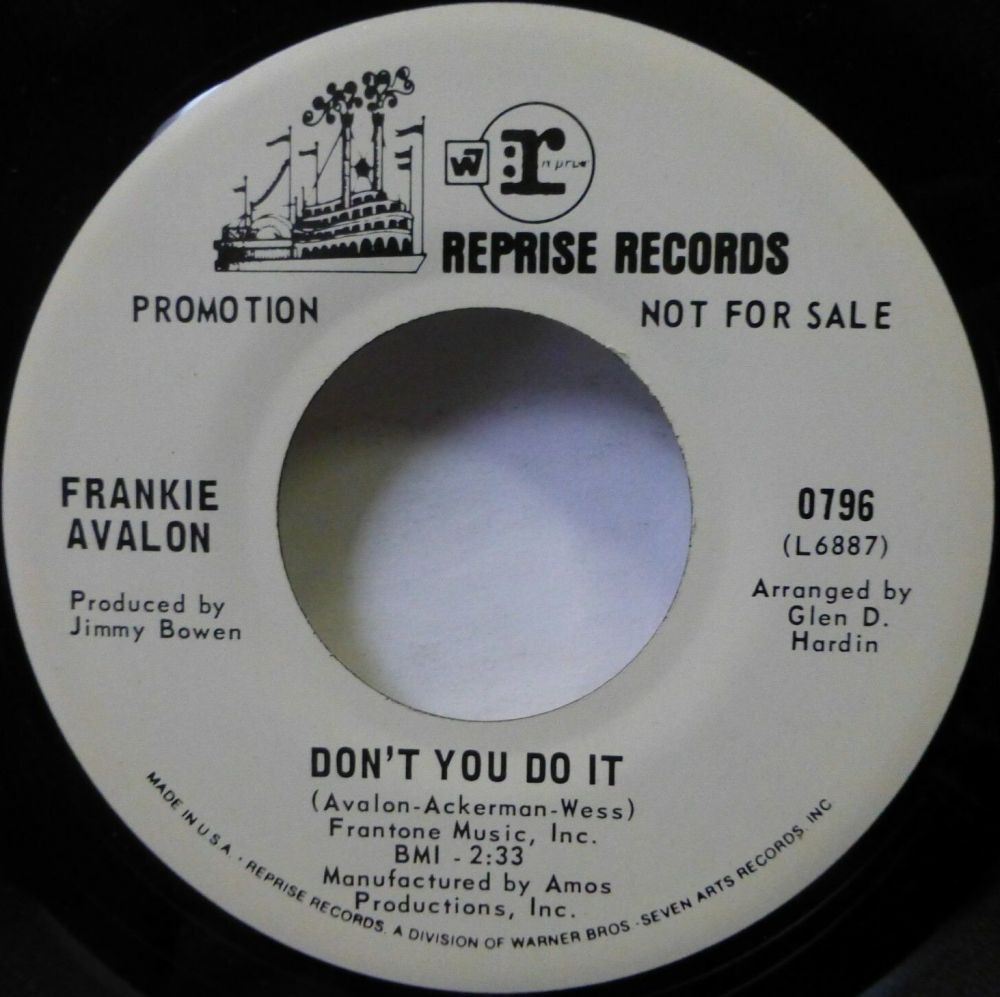 W7 r: reprise
REPRISE RECORDS
PROMOTION
NOT FOR SALE
FRANKIE
AVALON
Produced by
Jimmy Bowen
0796
(L6887)
Arranged by
Glen D.
Hardin
DON'T YOU DO IT
(Avalon-Ackerman-Wess)
Frantone Music, Inc.
BMI - 2:33
Manufactured by Amos
Productions, Inc.
MADE IN U.S.A. · REPRISE RECORDS. A DIVISION OF WARNER BROS.-SEVEN ARTS RECORDS, INC